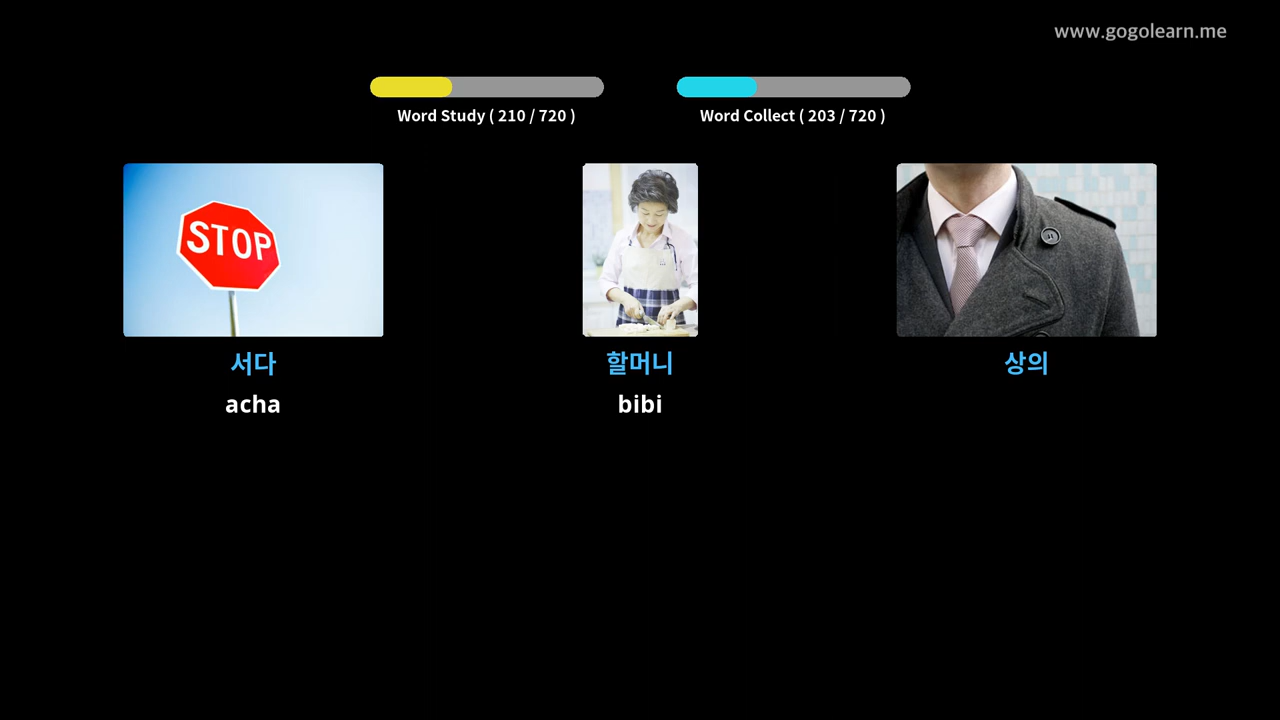 www.gogolearn.me
Word Study ( 210 / 720 )
Word Collect ( 203 / 720 )
STOP
서다
할머니
상의
acha
bibi